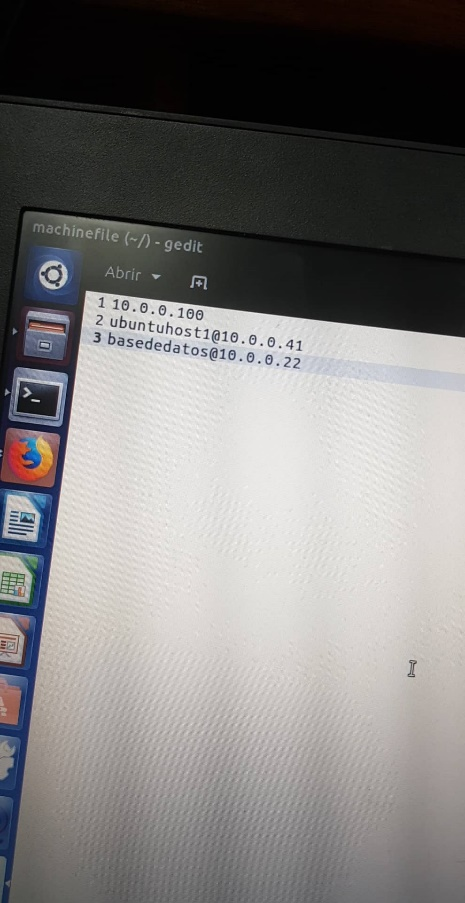 machinefile (~/) - gedit
Abrir
1 10.0.0.100
2 ubuntuhost1@10.0.0.41
3 basededatos@10.0.0.22